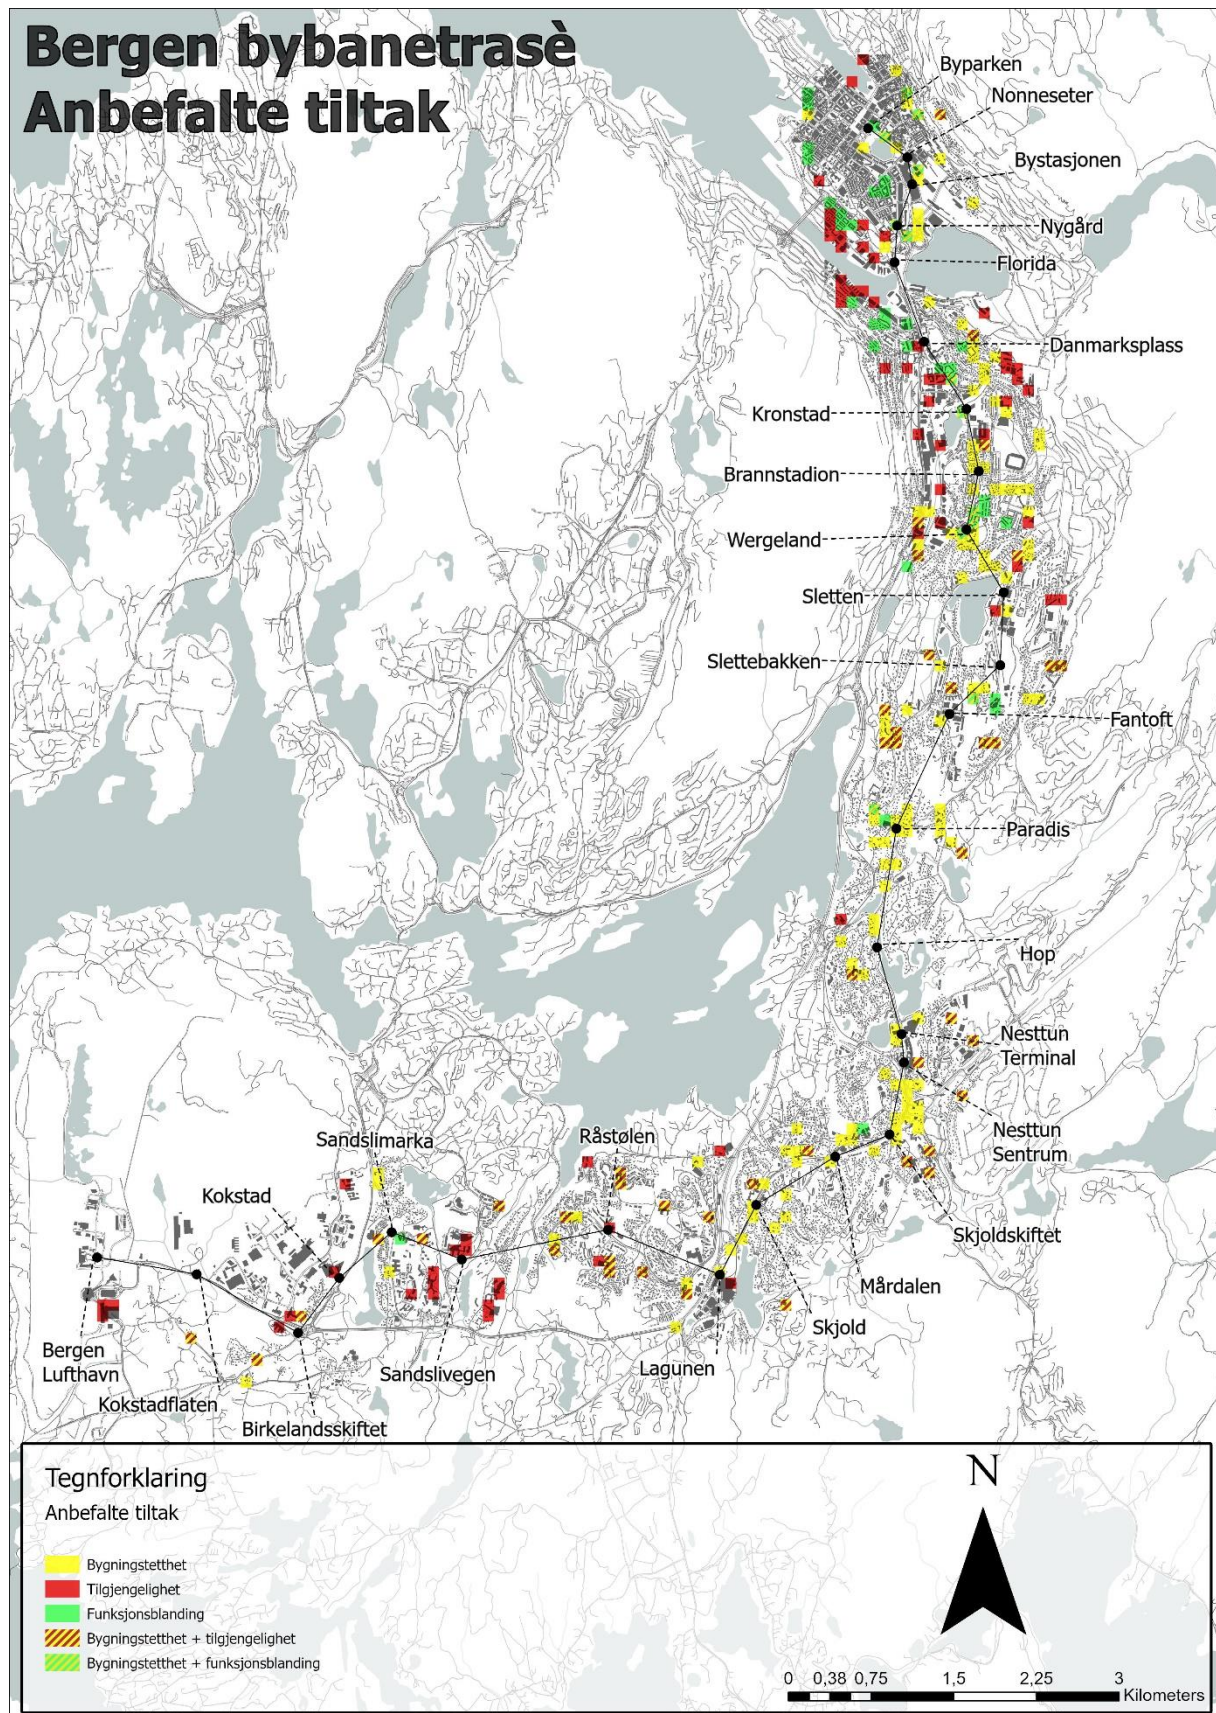 Bergen bybanetrasè
Anbefalte tiltak
Byparken
Nonneseter
Bystasjonen
Nygård
Florida
Danmarksplass
Kronstad
Brannstadion
Wergeland
Sletten
Slettebakken
Fantoft
Paradis
Hop
Nesttun
Terminal
Nesttun
Sentrum
Sandslimarka
Råstølen
Kokstad
Skjoldskiftet
Mårdalen
Skjold
Bergen
Lufthavn
Lagunen
Sandslivegen
Kokstadflaten
Birkelandsskiftet
Tegnforklaring
Anbefalte tiltak
Bygningstetthet
Tilgjengelighet
Funksjonsblanding
Bygningstetthet + tilgjengelighet
Bygningstetthet + funksjonsblanding
N
0 0,38 0,75 1,5 2,25 3
Kilometers